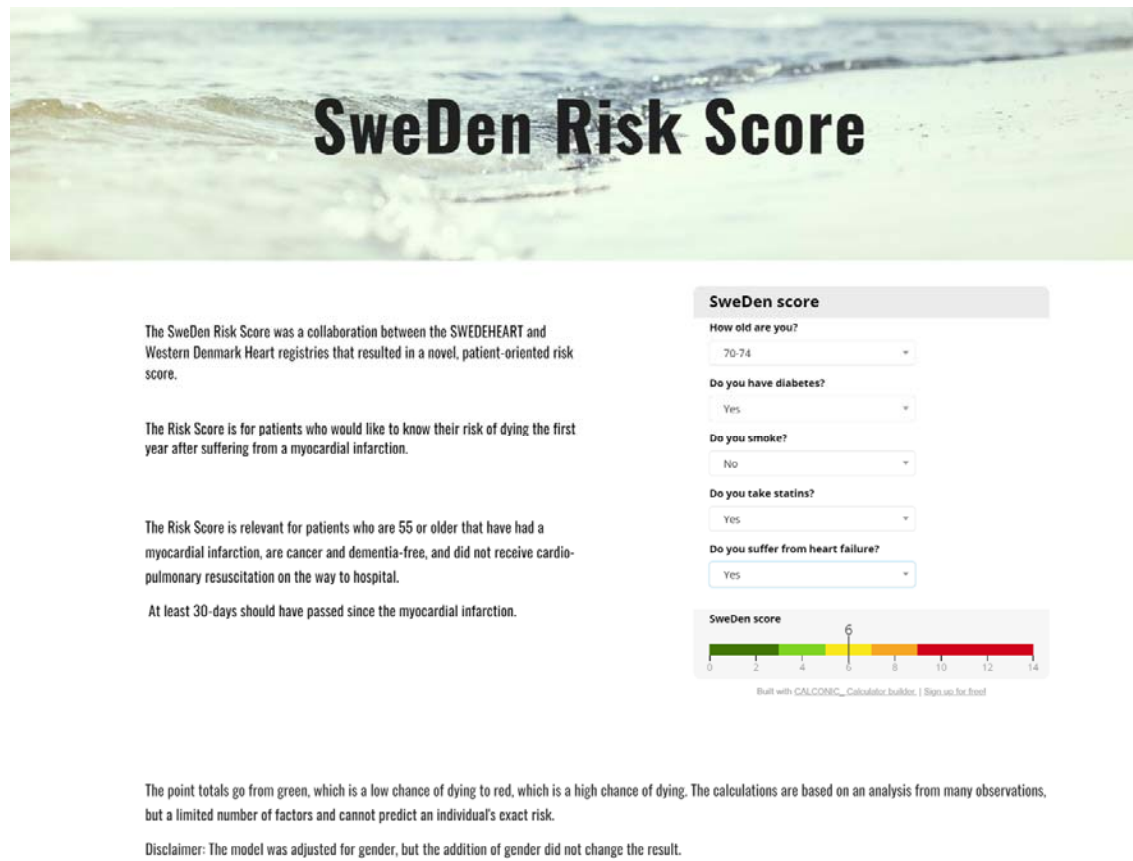 SweDen Risk Score
The SweDen Risk Score was a collaboration between the SWEDEHEART and
Western Denmark Heart registries that resulted in a novel, patient-oriented risk
score.
The Risk Score is for patients who would like to know their risk of dying the first
year after suffering from a myocardial infarction.
The Risk Score is relevant for patients who are 55 or older that have had a
myocardial infarction, are cancer and dementia-free, and did not receive cardio-
pulmonary resuscitation on the way to hospital.
At least 30-days should have passed since the myocardial infarction.
SweDen score
How old are you?
70-74
Do you have diabetes?
Yes
Do you smoke?
No
Do you take statins?
Yes
Do you suffer from heart failure?
Yes
SweDen score
6
0 2 4 6 8 10 12 14
Built with CALCONIC_ Calculator builder. | Sign up for free!
The point totals go from green, which is a low chance of dying to red, which is a high chance of dying. The calculations are based on an analysis from many observations,
but a limited number of factors and cannot predict an individual's exact risk.
Disclaimer: The model was adjusted for gender, but the addition of gender did not change the result.